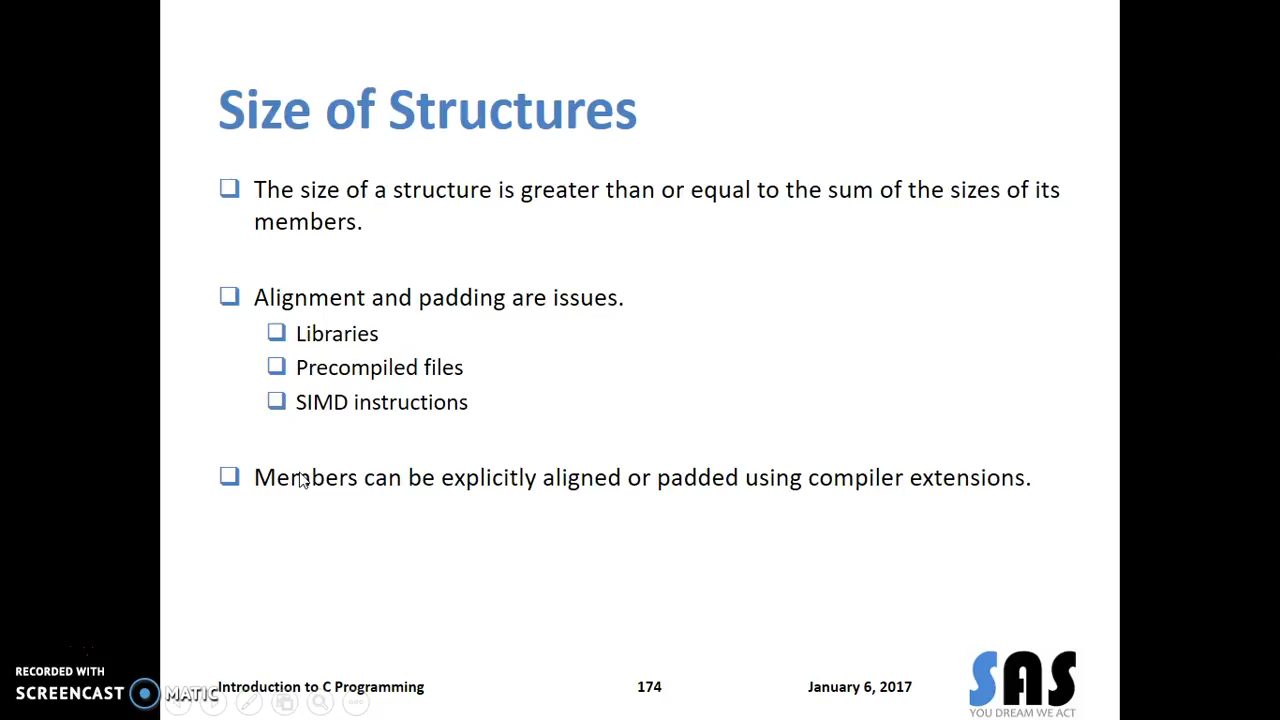 Size of Structures
The size of a structure is greater than or equal to the sum of the sizes of its
members.
Alignment and padding are issues.
Libraries
Precompiled files
SIMD instructions
Members can be explicitly aligned or padded using compiler extensions.
RECORDED WITH
SCREENCAST MATIC
Introduction to C Programming
174
January 6, 2017
SAS
YOU DREAM WE ACT